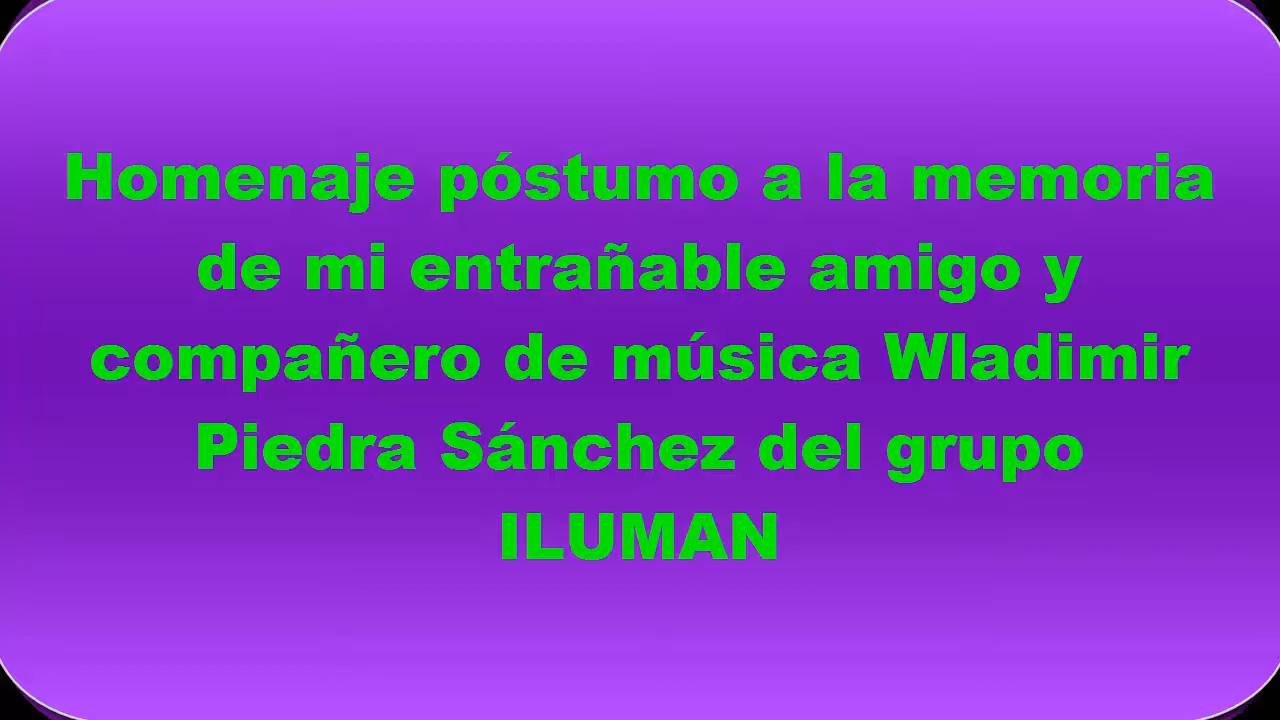 Homenaje póstumo a la memoria
de mi entrañable amigo y
compañero de música Wladimir
Piedra Sánchez del grupo
ILUMAN